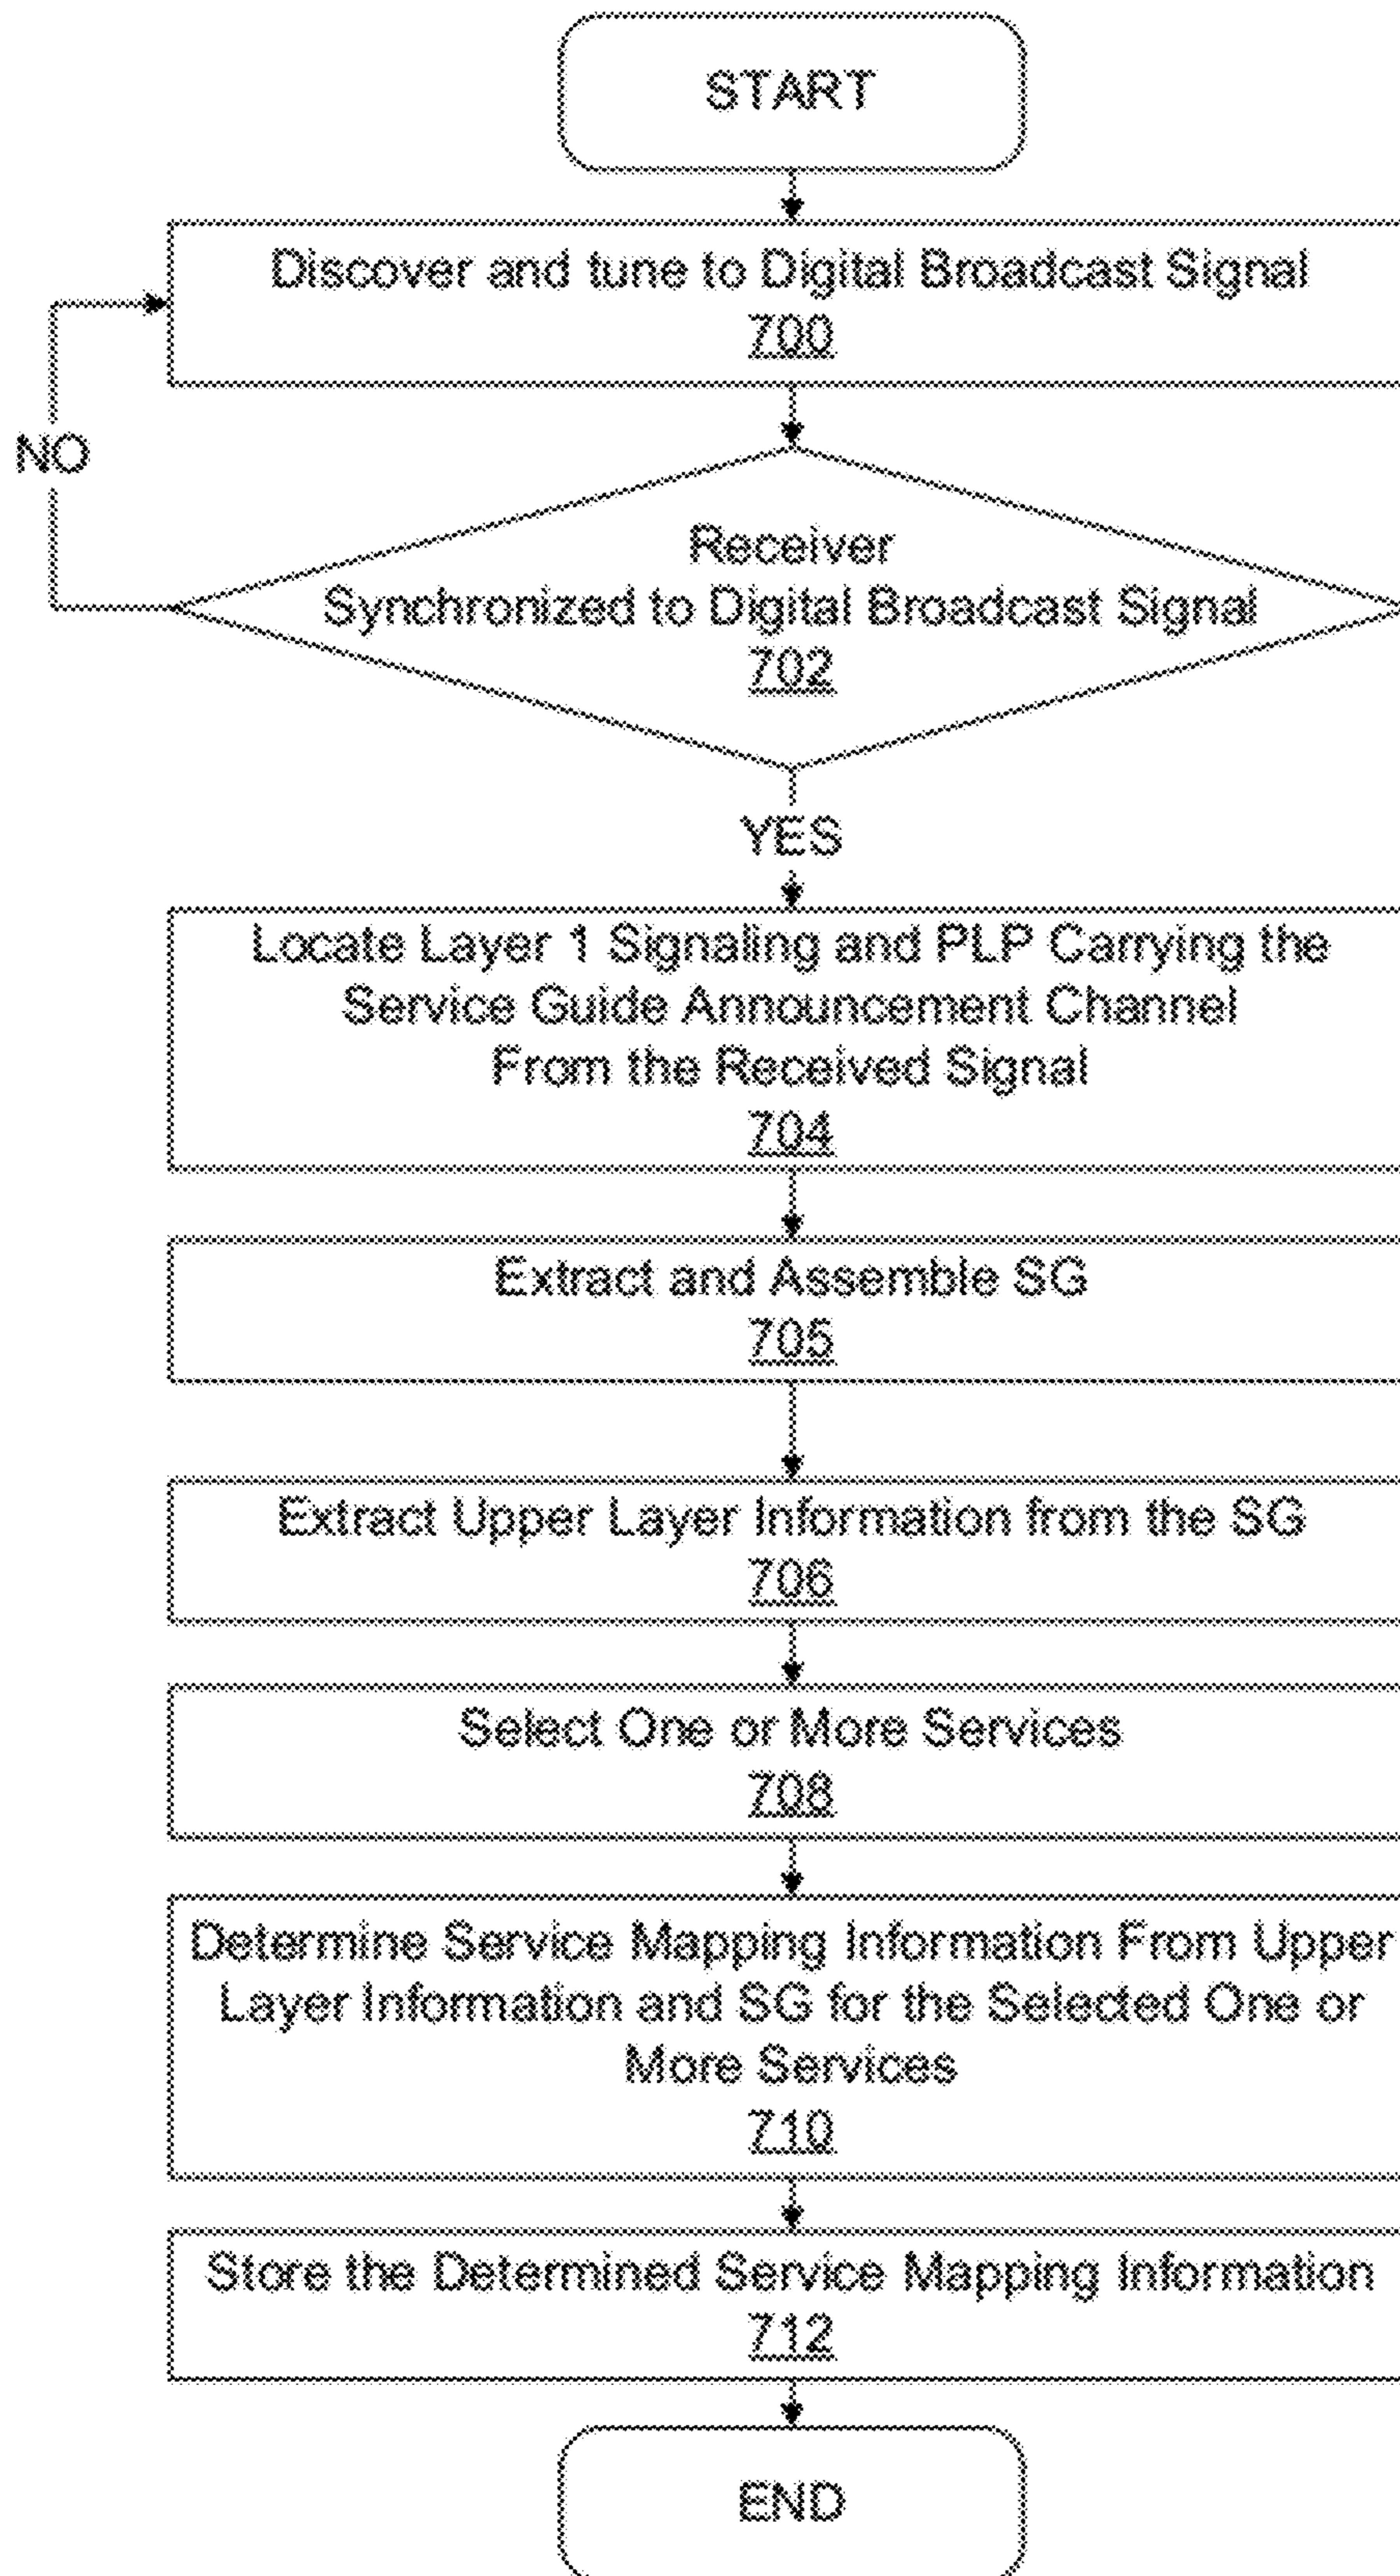 START
Discover and tune to Digital Broadcast Signal
700
NO
Receiver
Synchronized to Digital Broadcast Signal
702
YES
Locate Layer 1 Signaling and PLP Carrying the
Service Guide Announcement Channel
From the Received Signal
704
Extract and Assemble SG
705
Extract Upper Layer Information from the SG
706
Select One or More Services
708
Determine Service Mapping Information From Upper
Layer Information and SG for the Selected One or
More Services
710
Store the Determined Service Mapping Information
712
END